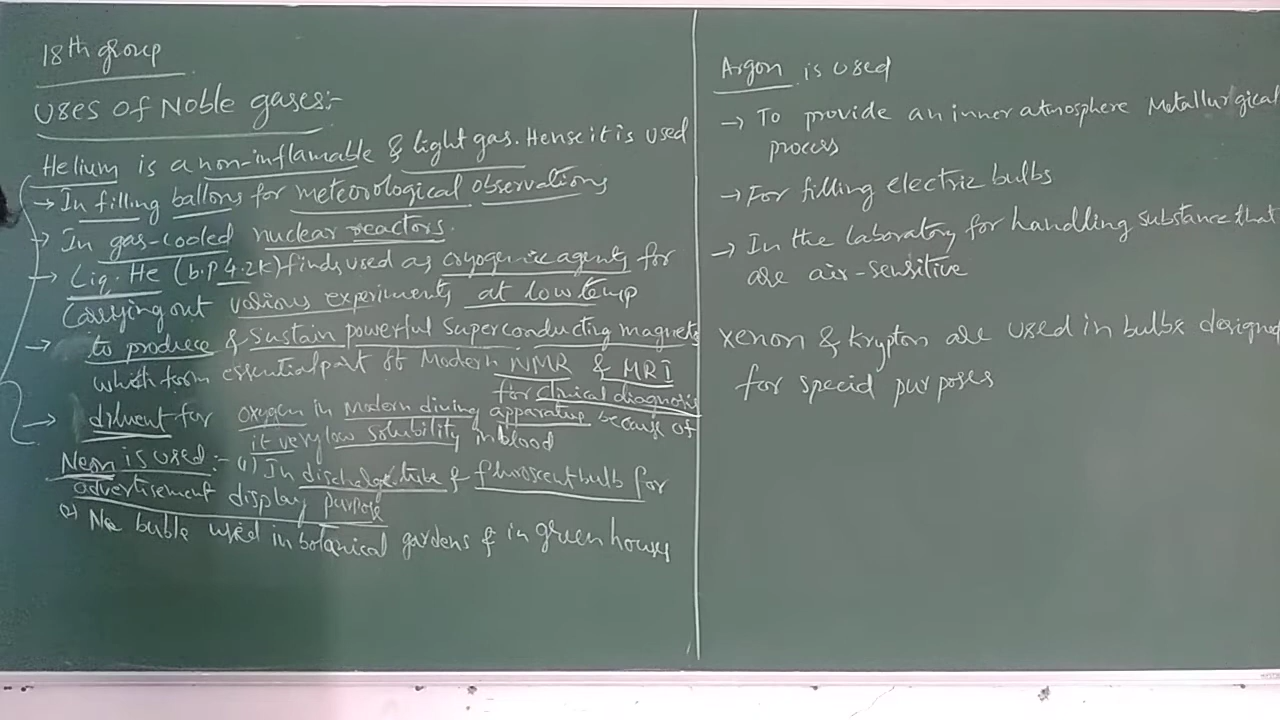 18th group
Uses of Noble gases:-
Helium is a non-inflamable & light gas. Hense it is used
→ In filling ballons for meteorological observations
→ In gas-cooled nuclear reactors.
→ Liq. He (b.p 4.2K) finds used as cryogenic agents for
Carrying out various experiments at low temp
→ to produce & sustain powerful superconducting magnets
which form essential part of Modern NMR & MRI
for clinical diagnosis
→ diluent for oxygen in Modern diving apparatus because of
it very low solubility in blood
Neon is used:- (1) In discharge tube & fluroscent bulb for
advertisement display purpose
(2) Ne bulbs used in botanical gardens & in green houses
Argon is used
→ To provide an inner atmosphere Metallurgical
process
→ For filling electric bulbs
→ In the laboratory for handling substance that
are air-sensitive
Xenon & Krypton are used in bulbs designed
for special purposes